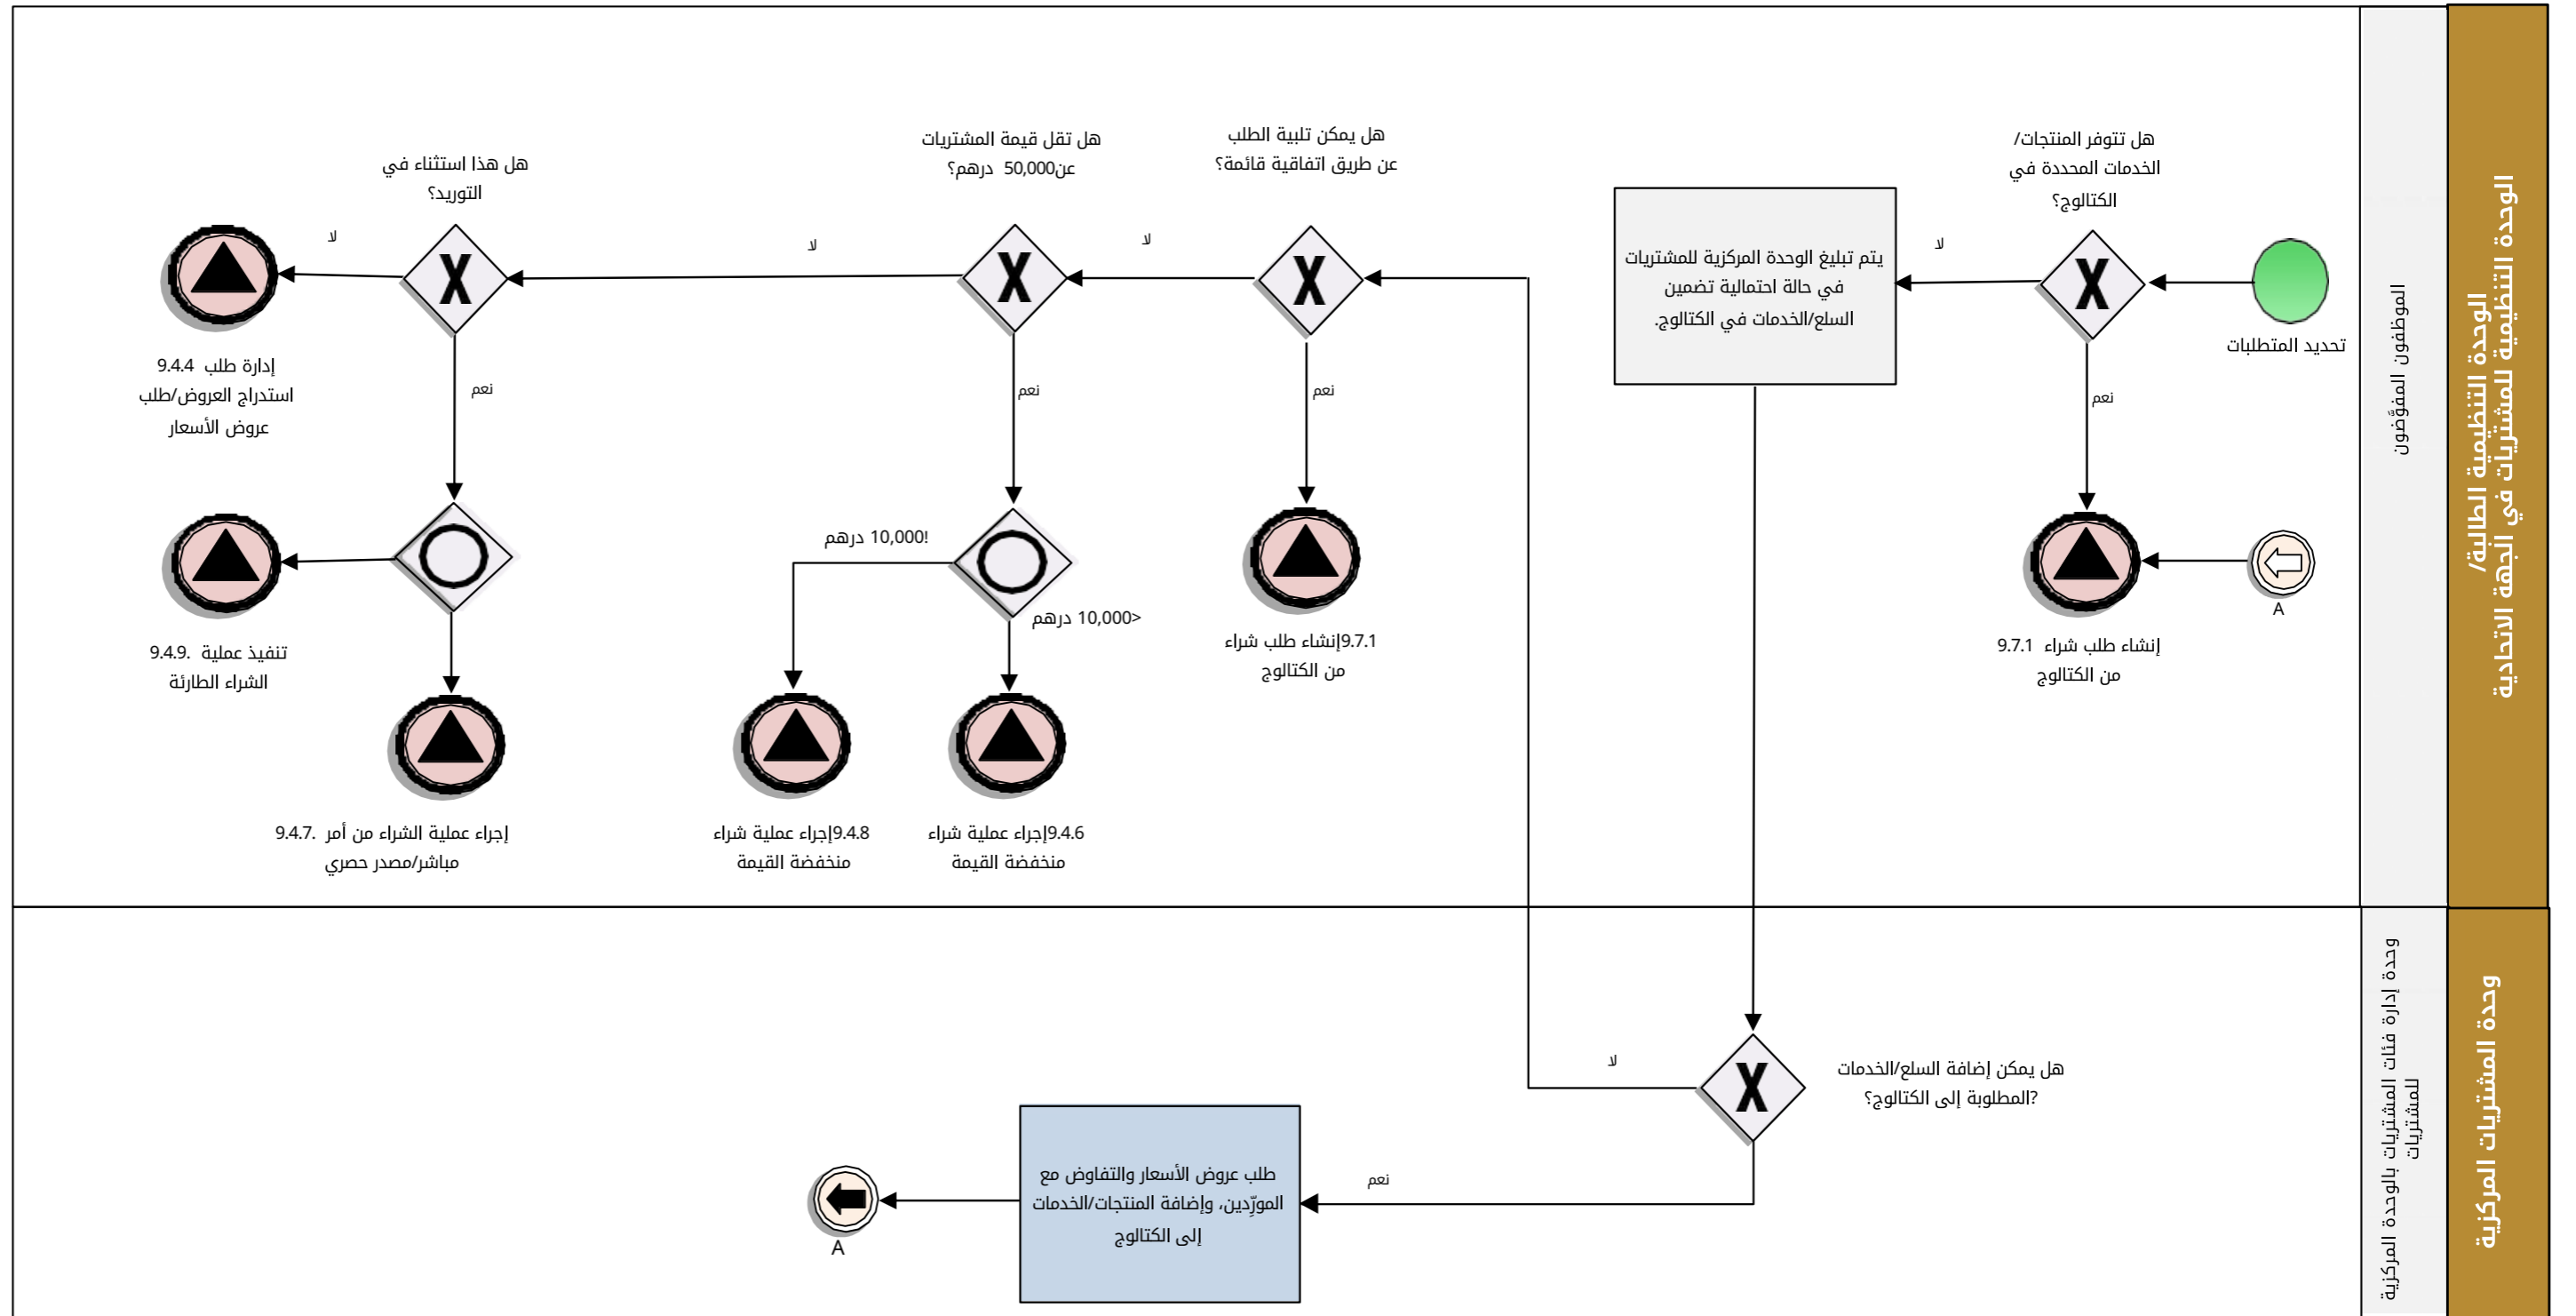 الوحدة التنظيمية الطالبة/
الوحدة التنظيمية للمشتريات في الجهة الاتحادية
الموظفون المفوَّضون
تحديد المتطلبات
هل تتوفر المنتجات/
الخدمات المحددة في
الكتالوج؟
لا
نعم
A
إنشاء طلب شراء 9.7.1
من الكتالوج
يتم تبليغ الوحدة المركزية للمشتريات
في حالة احتمالية تضمين
السلع/الخدمات في الكتالوج.
هل يمكن تلبية الطلب
عن طريق اتفاقية قائمة؟
لا
نعم
9.7.1إنشاء طلب شراء
من الكتالوج
هل تقل قيمة المشتريات
عن50,000 درهم؟
لا
نعم
!10,000 درهم
>10,000 درهم
9.4.6إجراء عملية شراء
منخفضة القيمة
9.4.8إجراء عملية شراء
منخفضة القيمة
هل هذا استثناء في
التوريد؟
لا
نعم
إدارة طلب 9.4.4
استدراج العروض/طلب
عروض الأسعار
تنفيذ عملية .9.4.9
الشراء الطارئة
إجراء عملية الشراء من أمر .9.4.7
مباشر/مصدر حصري
وحدة المشتريات المركزية
وحدة إدارة فئات المشتريات بالوحدة المركزية
للمشتريات
هل يمكن إضافة السلع/الخدمات
المطلوبة إلى الكتالوج؟?
لا
نعم
طلب عروض الأسعار والتفاوض مع
المورِّدين، وإضافة المنتجات/الخدمات
إلى الكتالوج
A